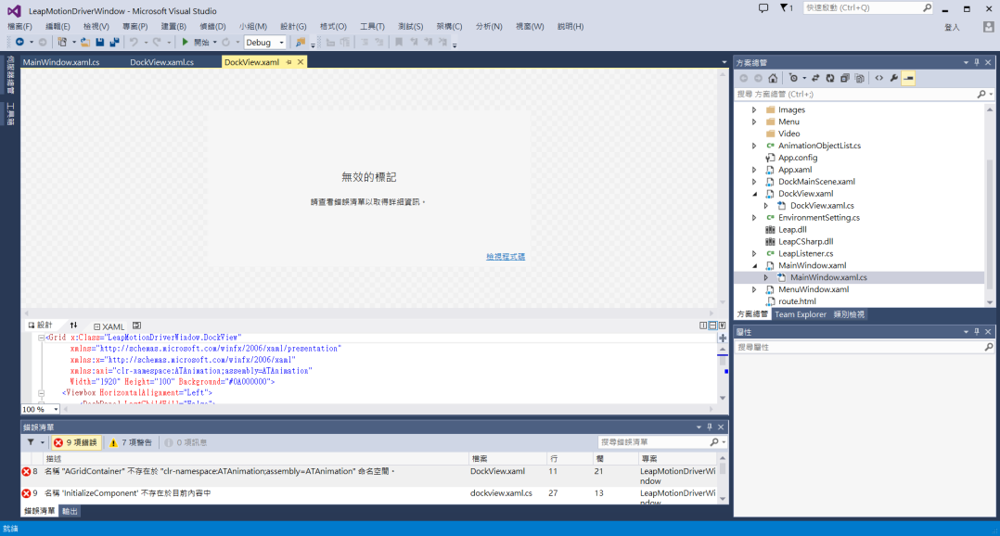 LeapMotionDriverWindow - Microsoft Visual Studio
1
快速啟動 (Ctrl+Q)
檔案(F) 編輯(E) 檢視(V) 專案(P) 建置(B) 偵錯(D) 小組(M) 設計(G) 格式(O) 工具(T) 測試(S) 架構(C) 分析(N) 視窗(W) 說明(H)
登入
開始 Debug
伺服器總管
工具箱
MainWindow.xaml.cs DockView.xaml.cs DockView.xaml
無效的標記
請查看錯誤清單以取得詳細資訊。
檢視程式碼
設計 XAML
<Grid x:Class="LeapMotionDriverWindow.DockView"
xmlns="http://schemas.microsoft.com/winfx/2006/xaml/presentation"
xmlns:x="http://schemas.microsoft.com/winfx/2006/xaml"
xmlns:ani="clr-namespace:ATAnimation;assembly=ATAnimation"
Width="1920" Height="100" Background="#0A000000">
<Viewbox HorizontalAlignment="Left">
<DockPanel LastChildFill="False">
100 %
錯誤清單
9 項錯誤 7 項警告 0 項訊息
搜尋錯誤清單
描述 檔案 行 欄 專案
8 名稱 "AGridContainer" 不存在於 "clr-namespace:ATAnimation;assembly=ATAnimation" 命名空間。 DockView.xaml 11 21 LeapMotionDriverWi
ndow
9 名稱 'InitializeComponent' 不存在於目前內容中 dockview.xaml.cs 27 13 LeapMotionDriverWi
ndow
錯誤清單 輸出
方案總管
搜尋 方案總管 (Ctrl+;)
Images
Menu
Video
AnimationObjectList.cs
App.config
App.xaml
DockMainScene.xaml
DockView.xaml
DockView.xaml.cs
EnvironmentSetting.cs
Leap.dll
LeapCSharp.dll
LeapListener.cs
MainWindow.xaml
MainWindow.xaml.cs
MenuWindow.xaml
route.html
方案總管 Team Explorer 類別檢視
屬性
搜尋屬性
就緒